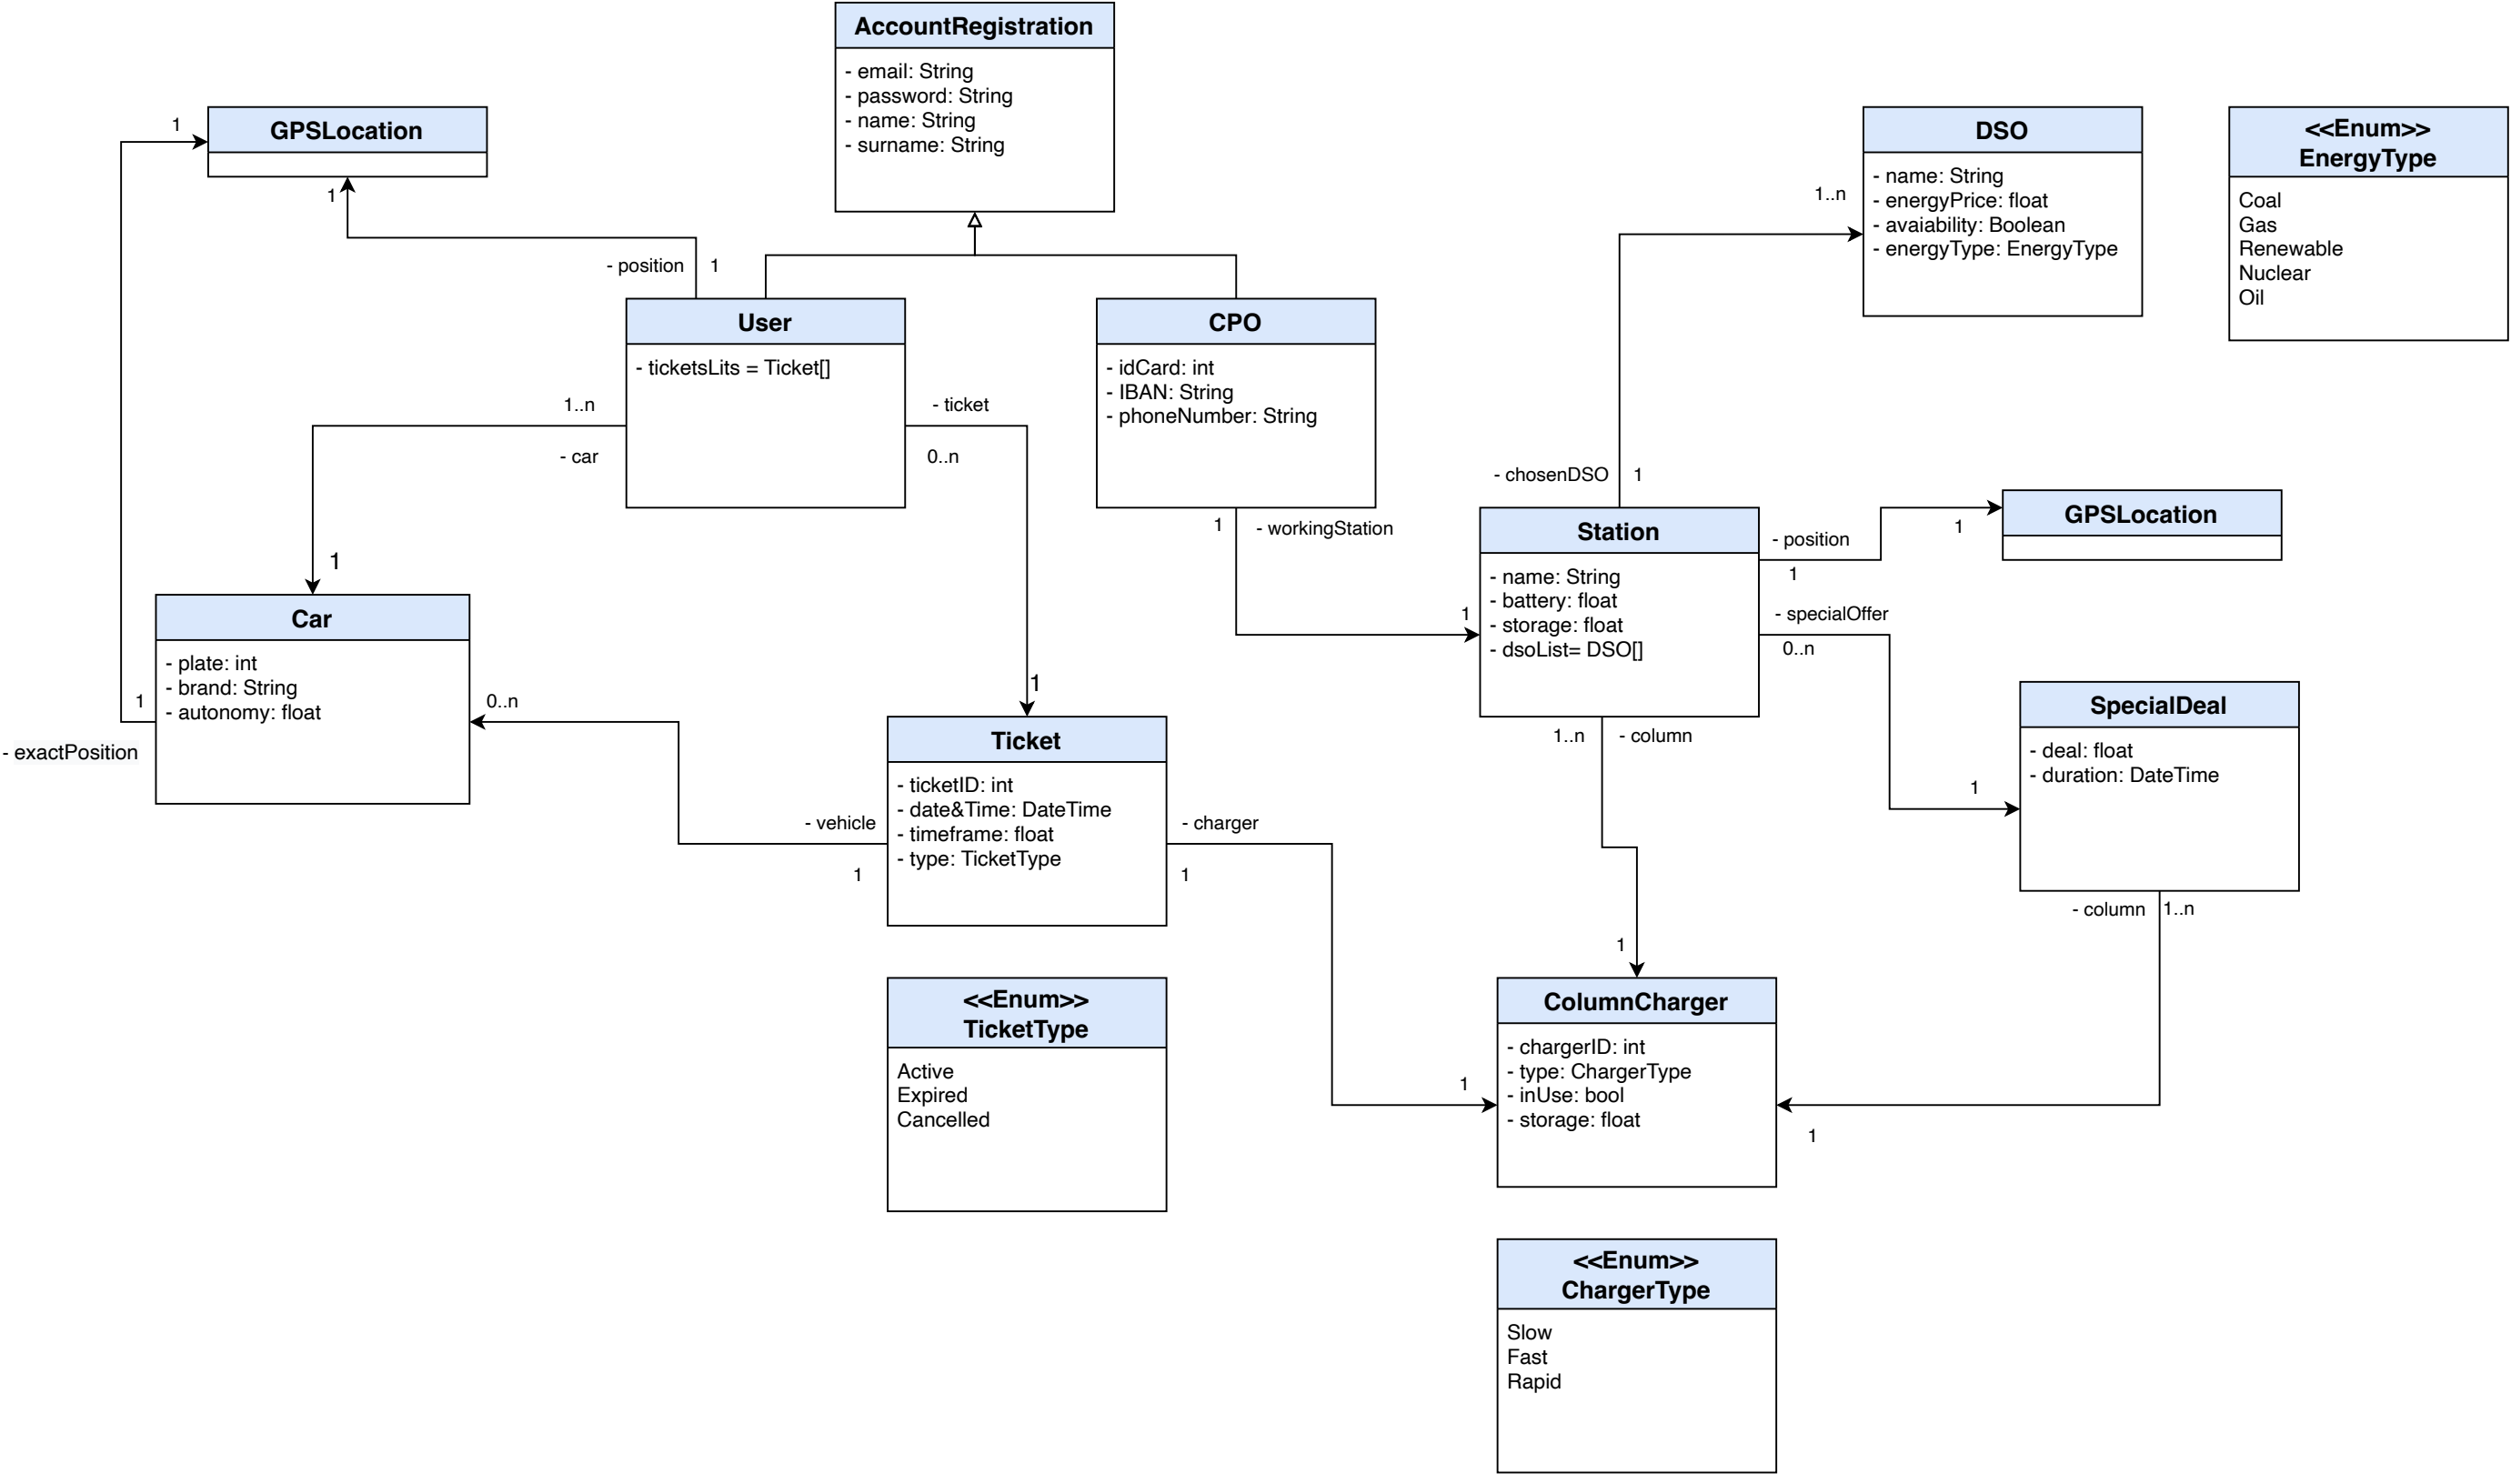 AccountRegistration
- email: String
- password: String
- name: String
- surname: String
GPSLocation
1
1
- position
1
User
- ticketsLits = Ticket[]
1..n
- car
1
- ticket
0..n
1
CPO
- idCard: int
- IBAN: String
- phoneNumber: String
1
- workingStation
1
DSO
- name: String
- energyPrice: float
- avaiability: Boolean
- energyType: EnergyType
1..n
<<Enum>>
EnergyType
Coal
Gas
Renewable
Nuclear
Oil
- chosenDSO
1
Station
- name: String
- battery: float
- storage: float
- dsoList= DSO[]
- position
1
1
GPSLocation
- specialOffer
0..n
1
SpecialDeal
- deal: float
- duration: DateTime
- column
1..n
1
Car
- plate: int
- brand: String
- autonomy: float
1
- exactPosition
0..n
Ticket
- ticketID: int
- date&Time: DateTime
- timeframe: float
- type: TicketType
- vehicle
1
- charger
1
1
1..n
- column
1
<<Enum>>
TicketType
Active
Expired
Cancelled
ColumnCharger
- chargerID: int
- type: ChargerType
- inUse: bool
- storage: float
<<Enum>>
ChargerType
Slow
Fast
Rapid